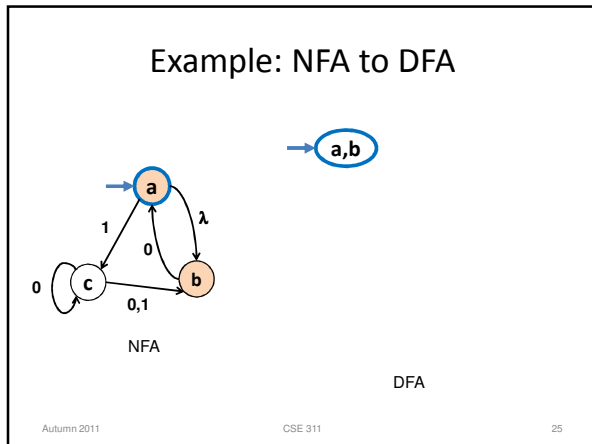 Example: NFA to DFA
a,b
a
λ
1
0
0
c
b
0,1
NFA
DFA
Autumn 2011
CSE 311
25